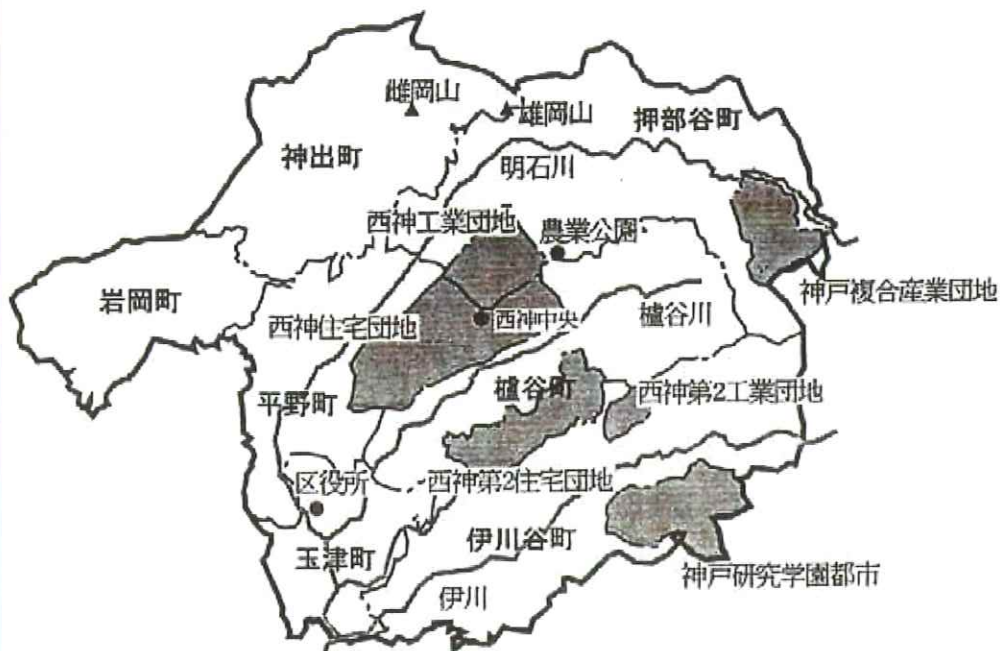 雌岡山
雄岡山
押部谷町
神出町
明石川
西神工業団地
農業公園
神戸複合産業団地
岩岡町
西神住宅団地
西神中央
櫨谷川
平野町
櫨谷町
西神第2工業団地
区役所
西神第2住宅団地
玉津町
伊川谷町
神戸研究学園都市
伊川